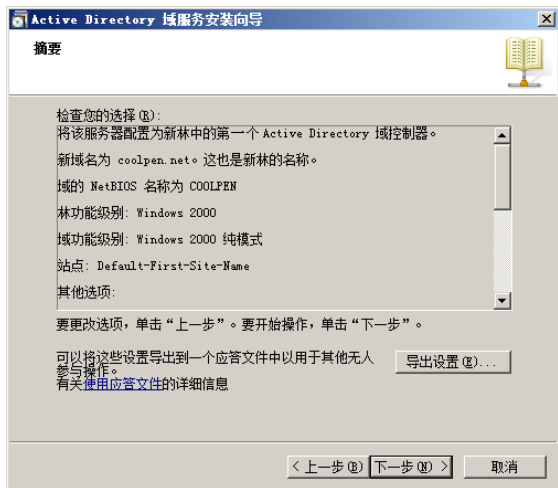 Active Directory 域服务安装向导
摘要
检查您的选择(R):
将该服务器配置为新林中的第一个 Active Directory 域控制器。
新域名为 coolpen.net。这也是新林的名称。
域的 NetBIOS 名称为 COOLPEN
林功能级别: Windows 2000
域功能级别: Windows 2000 纯模式
站点: Default-First-Site-Name
其他选项:
要更改选项，单击“上一步”。要开始操作，单击“下一步”。
可以将这些设置导出到一个应答文件中以用于其他无人
参与操作。
导出设置(E)...
有关使用应答文件的详细信息
< 上一步(B) 下一步(N) > 取消